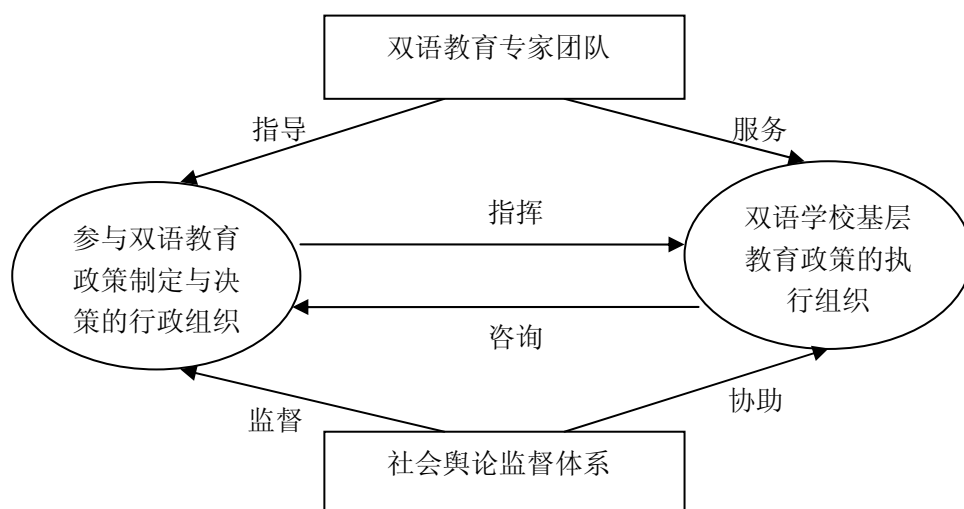 双语教育专家团队
指导
服务
指挥
参与双语教育
政策制定与决
策的行政组织
双语学校基层
教育政策的执
行组织
咨询
监督
协助
社会舆论监督体系